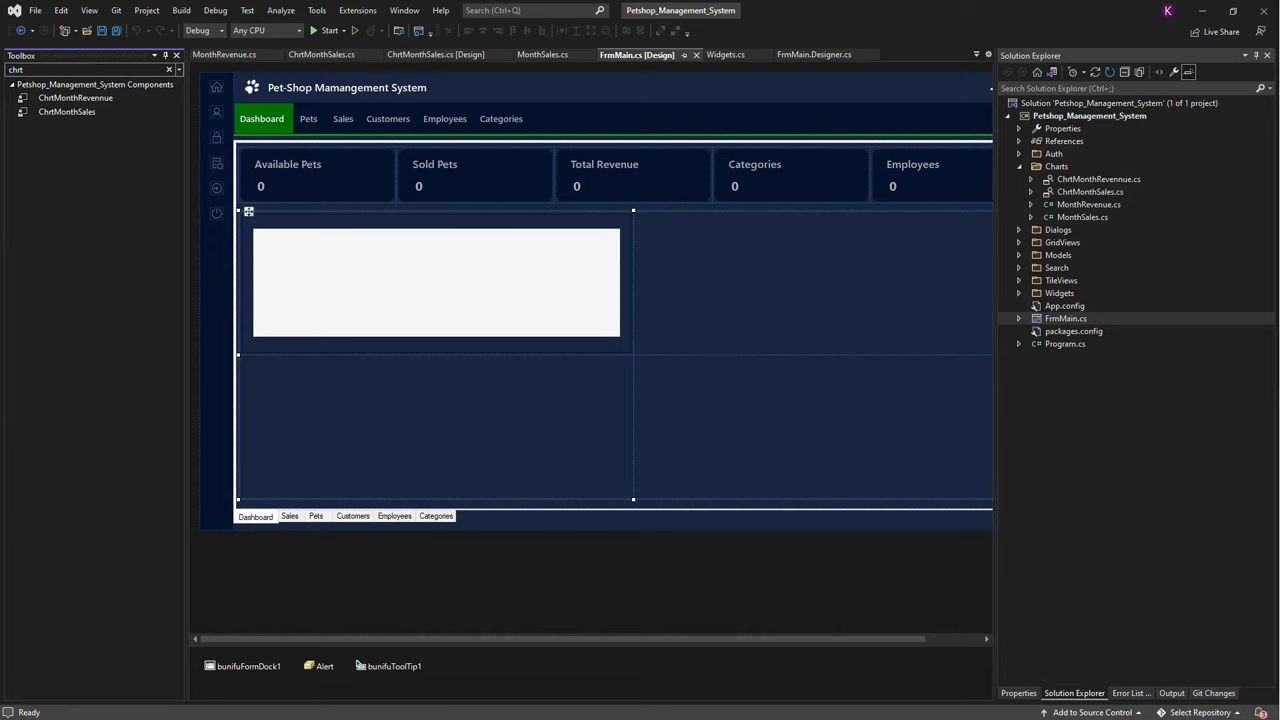 File Edit View Git Project Build Debug Test Analyze Tools Extensions Window Help Search (Ctrl+Q) Petshop_Management_System K
Debug Any CPU Start Live Share
Toolbox
chrt
Petshop_Mangement_System Components
ChrtMonthRevennue
ChrtMonthSales
MonthRevenue.cs ChrtMonthSales.cs ChrtMonthSales.cs [Design] MonthSales.cs FrmMain.cs [Design] Widgets.cs FrmMain.Designer.cs
Pet-Shop Mamangement System
Dashboard Pets Sales Customers Employees Categories
Available Pets Sold Pets Total Revenue Categories Employees
0 0 0 0 0
Dashboard Sales Pets Customers Employees Categories
bunifuFormDock1 Alert bunifuToolTip1
Solution Explorer
Search Solution Explorer (Ctrl+;)
Solution 'Petshop_Management_System' (1 of 1 project)
Petshop_Management_System
Properties
References
Auth
Charts
ChrtMonthRevennue.cs
ChrtMonthSales.cs
MonthRevenue.cs
MonthSales.cs
Dialogs
GridViews
Models
Search
TileViews
Widgets
App.config
FrmMain.cs
packages.config
Program.cs
Properties Solution Explorer Error List ... Output Git Changes
Ready Add to Source Control Select Repository